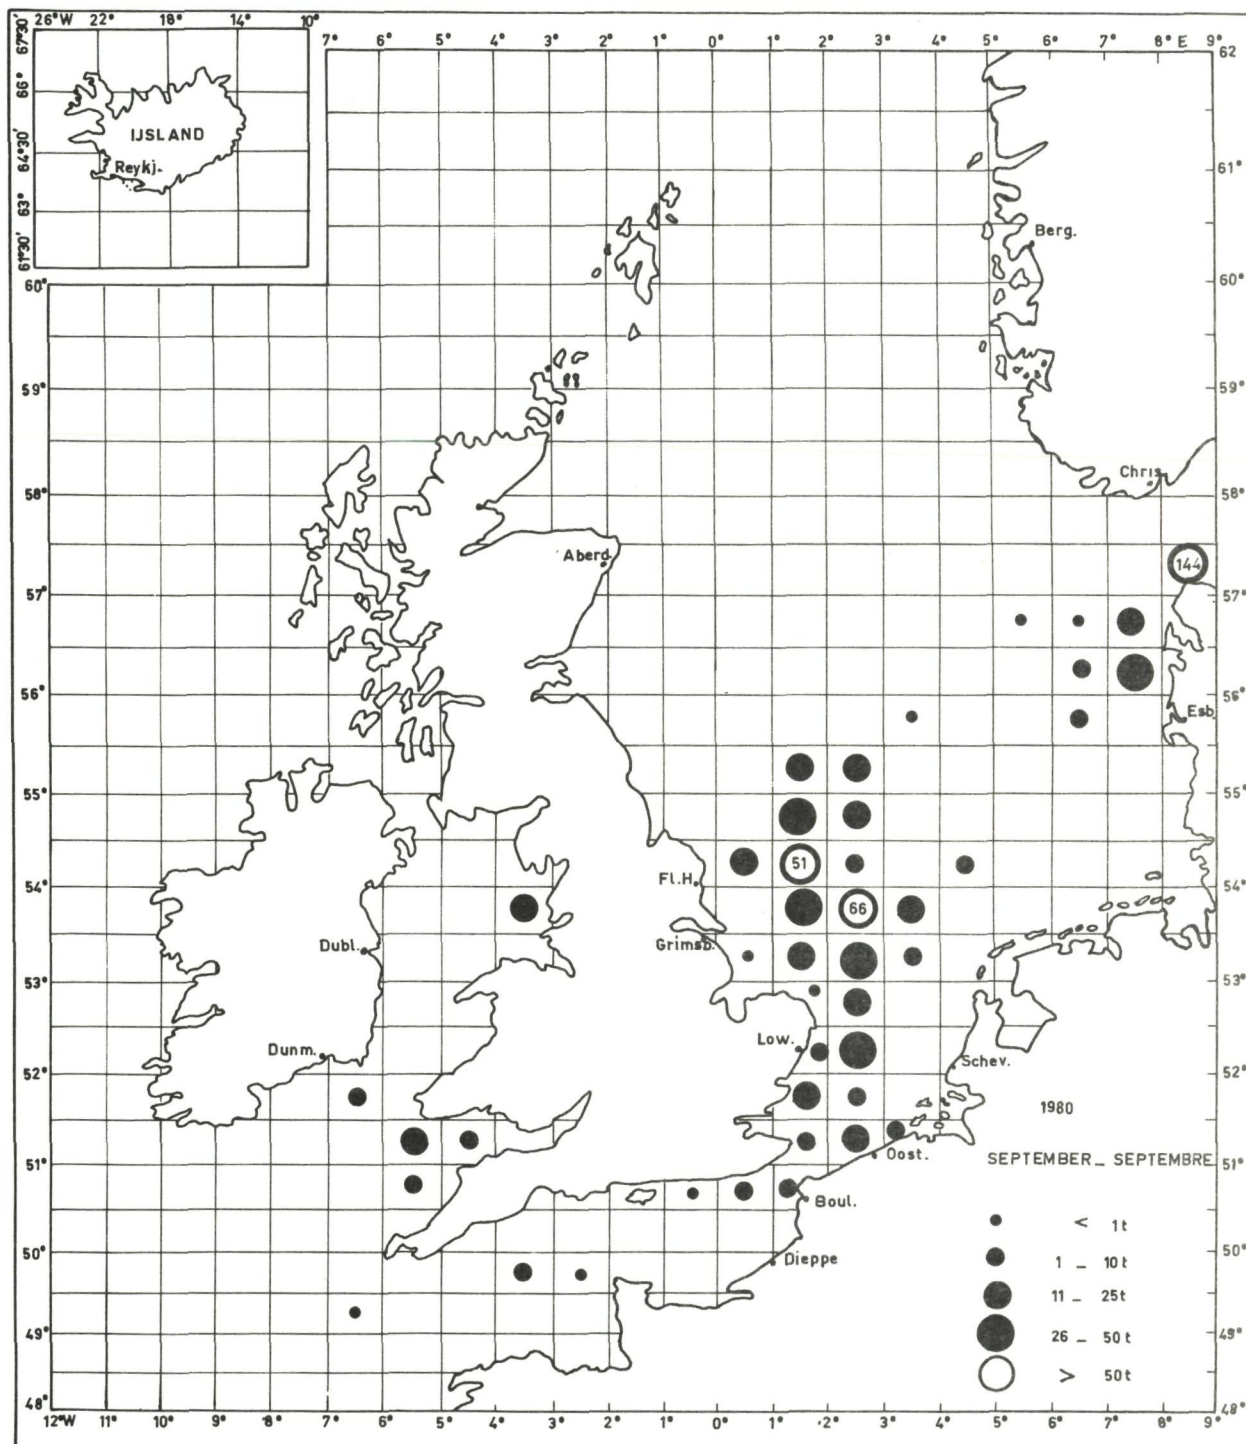 26°W 22° 18° 14° 10°
67°30'
66°
64°30'
63°
61°30'
IJSLAND
Reykj.
7° 6° 5° 4° 3° 2° 1° 0° 1° 2° 3° 4° 5° 6° 7° 8° E 9°
62
61°
60°
59°
58°
57°
56°
55°
54°
53°
52°
51°
50°
49°
48°
60°
59°
58°
57°
56°
55°
54°
53°
52°
51°
50°
49°
48°
Berg.
Chris
Aberd.
144
Esb
51
Fl.H.
66
Grimsb.
Dubl.
Low.
Dunm.
Schev.
1980
Oost.
SEPTEMBER_ SEPTEMBRE
Boul.
Dieppe
< 1t
1 _ 10t
11 _ 25t
26 _ 50t
> 50t
12°W 11° 10° 9° 8° 7° 6° 5° 4° 3° 2° 1° 0° 1° 2° 3° 4° 5° 6° 7° 8°E 9°